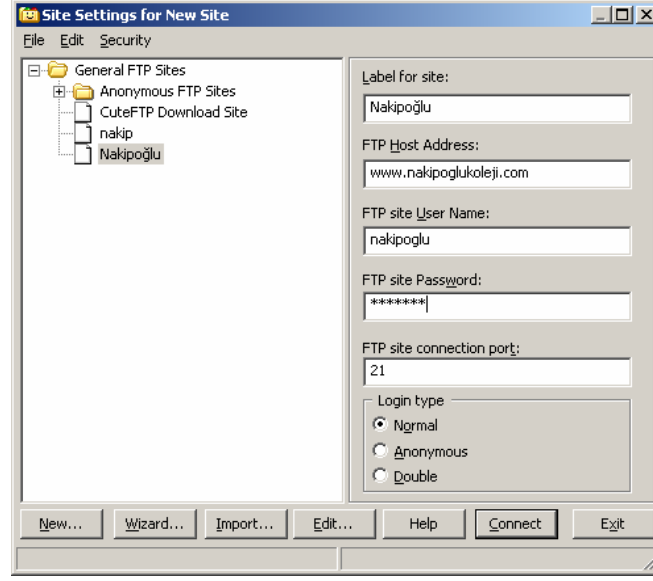 Site Settings for New Site
File Edit Security
General FTP Sites
Anonymous FTP Sites
CuteFTP Download Site
nakip
Nakipoğlu
Label for site:
Nakipoğlu
FTP Host Address:
www.nakipoglukoleji.com
FTP site User Name:
nakipoglu
FTP site Password:
*******
FTP site connection port:
21
Login type
Normal
Anonymous
Double
New... Wizard... Import... Edit... Help Connect Exit